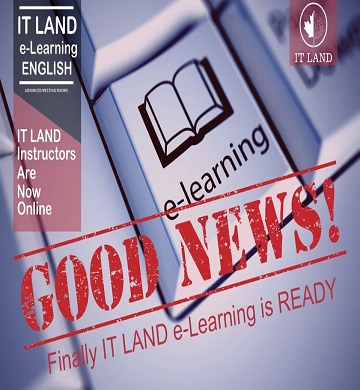 IT LAND
e-Learning
ENGLISH
ADVANCED MEETING ROOMS
IT LAND
Instructors
Are
Now
Online
IT LAND
e-learning
GOOD NEWS!
Finally IT LAND e-Learning is READY